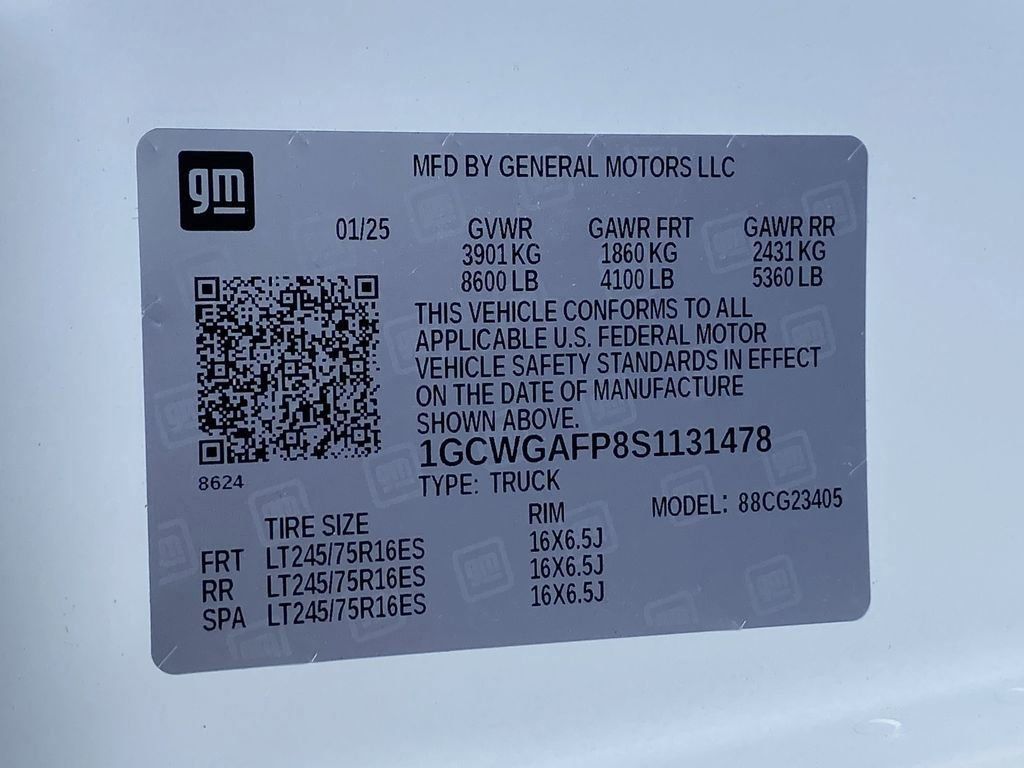 gm
MFD BY GENERAL MOTORS LLC
01/25 GVWR GAWR FRT GAWR RR
3901 KG 1860 KG 2431 KG
8600 LB 4100 LB 5360 LB
THIS VEHICLE CONFORMS TO ALL
APPLICABLE U.S. FEDERAL MOTOR
VEHICLE SAFETY STANDARDS IN EFFECT
ON THE DATE OF MANUFACTURE
SHOWN ABOVE.
1GCWGAFP8S1131478
8624
TYPE: TRUCK
MODEL: 88CG23405
TIRE SIZE RIM
FRT LT245/75R16ES 16X6.5J
RR LT245/75R16ES 16X6.5J
SPA LT245/75R16ES 16X6.5J